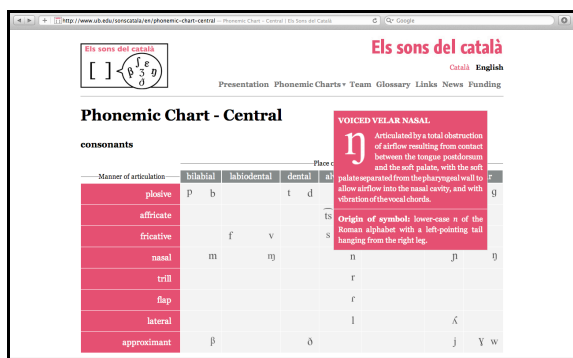 http://www.ub.edu/sonscatala/en/phonemic-chart-central — Phonemic Chart - Central | Els Sons del Català
Google
Els sons del català
[ ] ʃ ɛ β ʒ ŋ ð
Els sons del català
Català English
Presentation Phonemic Charts ▾ Team Glossary Links News Funding
Phonemic Chart - Central
consonants
VOICED VELAR NASAL
ŋ
Articulated by a total obstruction
of airflow resulting from contact
between the tongue postdorsum
and the soft palate, with the soft
palate separated from the pharyngeal wall to
allow airflow into the nasal cavity, and with
vibration of the vocal chords.
Origin of symbol: lower-case n of the
Roman alphabet with a left-pointing tail
hanging from the right leg.
Place
Manner of articulation bilabial labiodental dental al r
plosive p b t d g
affricate ts
fricative f v s
nasal m ɱ n ɲ ŋ
trill r
flap ɾ
lateral l ʎ
approximant β ð j ɣ w